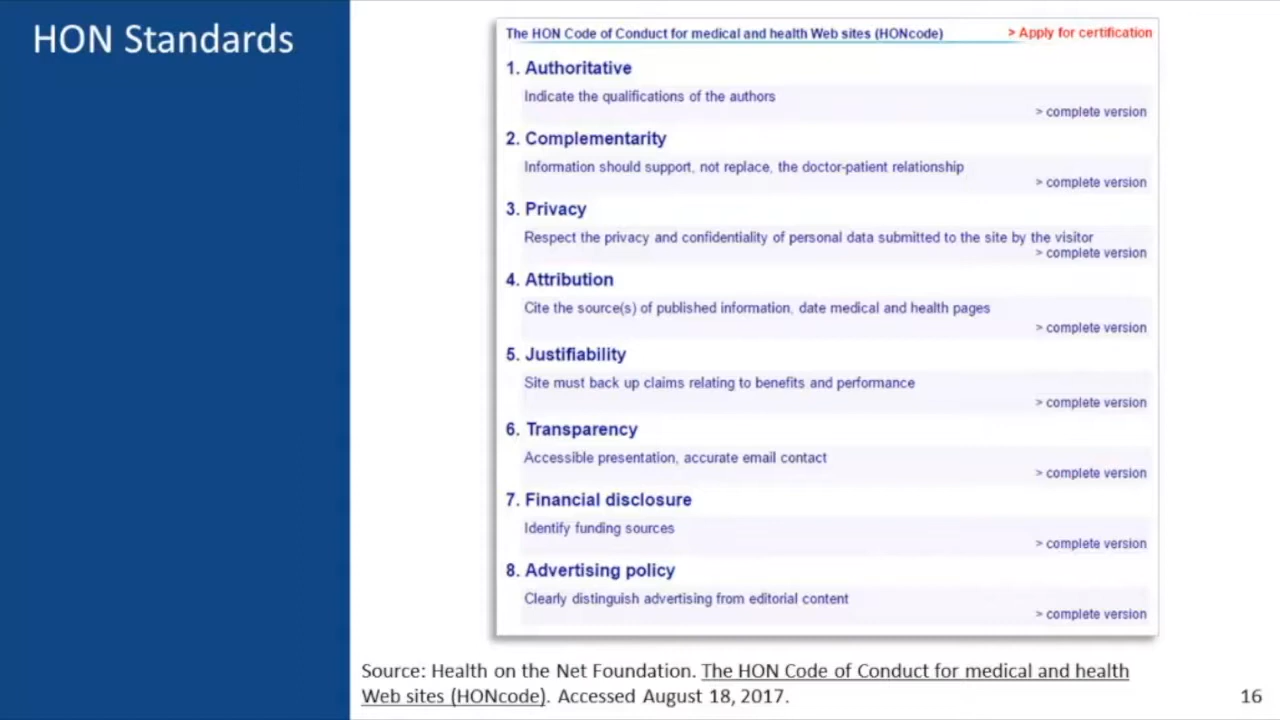 HON Standards
The HON Code of Conduct for medical and health Web sites (HONcode) > Apply for certification
1. Authoritative
Indicate the qualifications of the authors
> complete version
2. Complementarity
Information should support, not replace, the doctor-patient relationship
> complete version
3. Privacy
Respect the privacy and confidentiality of personal data submitted to the site by the visitor
> complete version
4. Attribution
Cite the source(s) of published information, date medical and health pages
> complete version
5. Justifiability
Site must back up claims relating to benefits and performance
> complete version
6. Transparency
Accessible presentation, accurate email contact
> complete version
7. Financial disclosure
Identify funding sources
> complete version
8. Advertising policy
Clearly distinguish advertising from editorial content
> complete version
Source: Health on the Net Foundation. The HON Code of Conduct for medical and health
Web sites (HONcode). Accessed August 18, 2017.
16